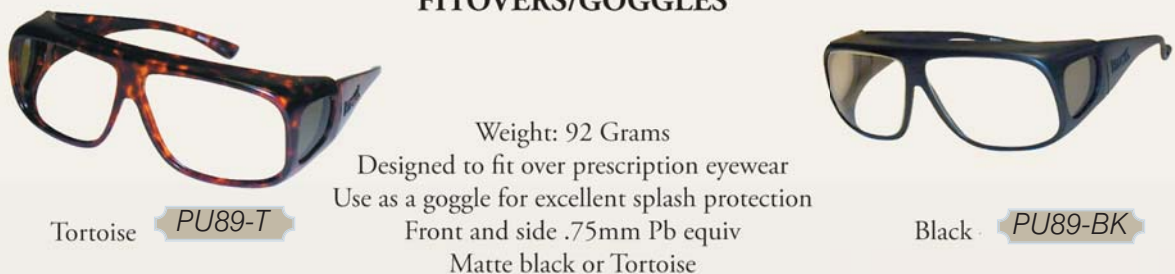 FITOVERS/GOGGLES
Weight: 92 Grams
Designed to fit over prescription eyewear
Use as a goggle for excellent splash protection
Front and side .75mm Pb equiv
Matte black or Tortoise
Tortoise PU89-T
Black PU89-BK